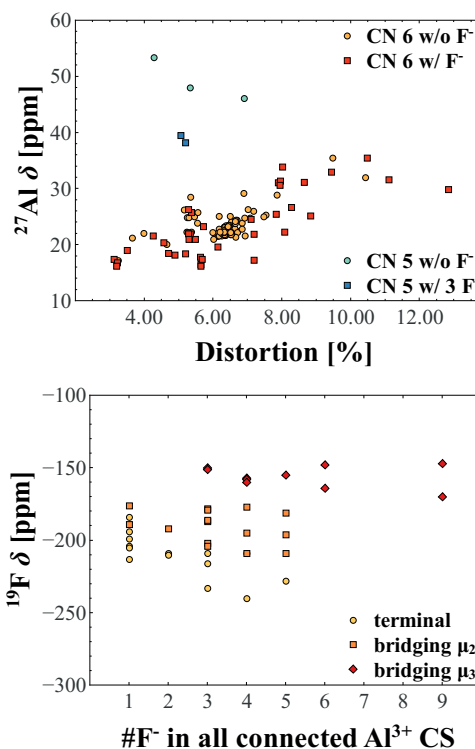 60
50
40
30
20
10
²⁷Al δ [ppm]
CN 6 w/o F⁻
CN 6 w/ F⁻
CN 5 w/o F⁻
CN 5 w/ 3 F
4.00 6.00 8.00 10.00 12.00
Distortion [%]
−100
−150
−200
−250
−300
¹⁹F δ [ppm]
terminal
bridging μ₂
bridging μ₃
1 2 3 4 5 6 7 8 9
#F⁻ in all connected Al³⁺ CS